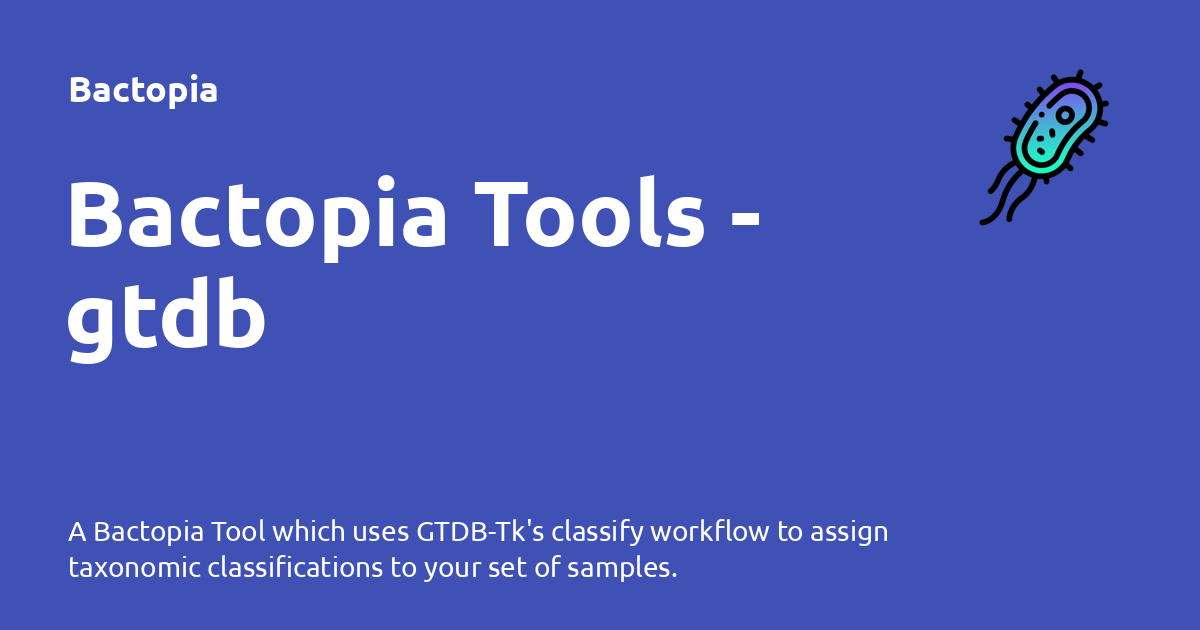 Bactopia
Bactopia Tools -
gtdb
A Bactopia Tool which uses GTDB-Tk's classify workflow to assign
taxonomic classifications to your set of samples.